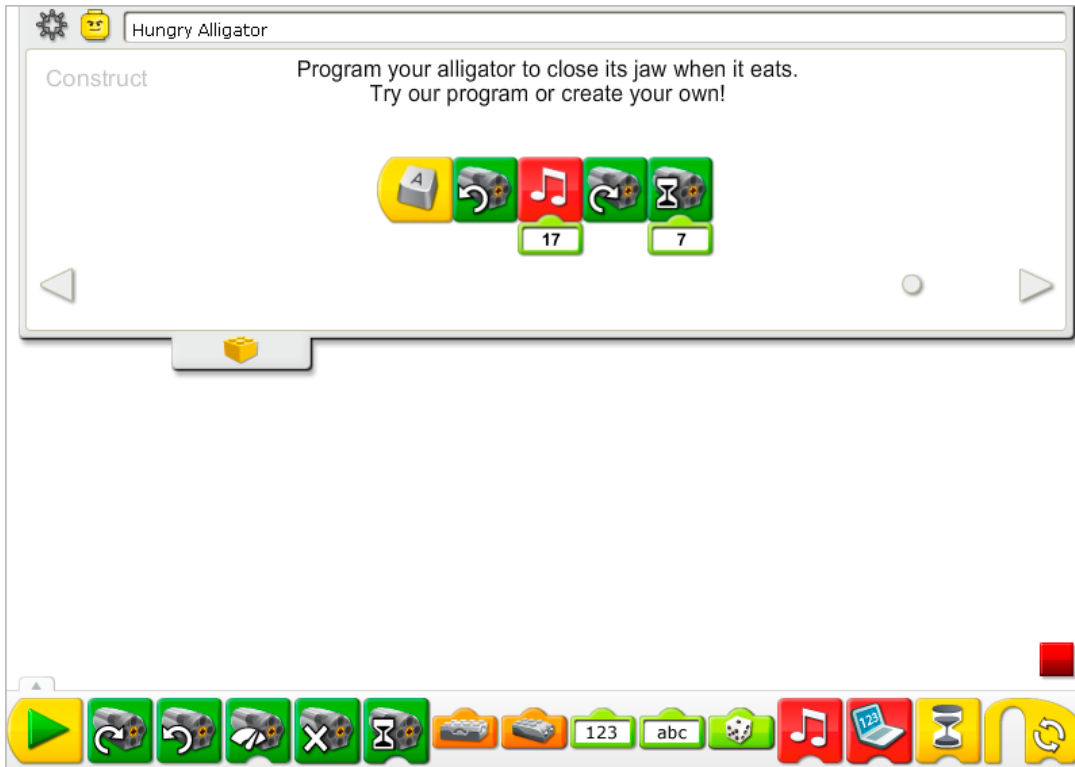 Hungry Alligator
Construct
Program your alligator to close its jaw when it eats.
Try our program or create your own!
A
17
7
123
abc
123